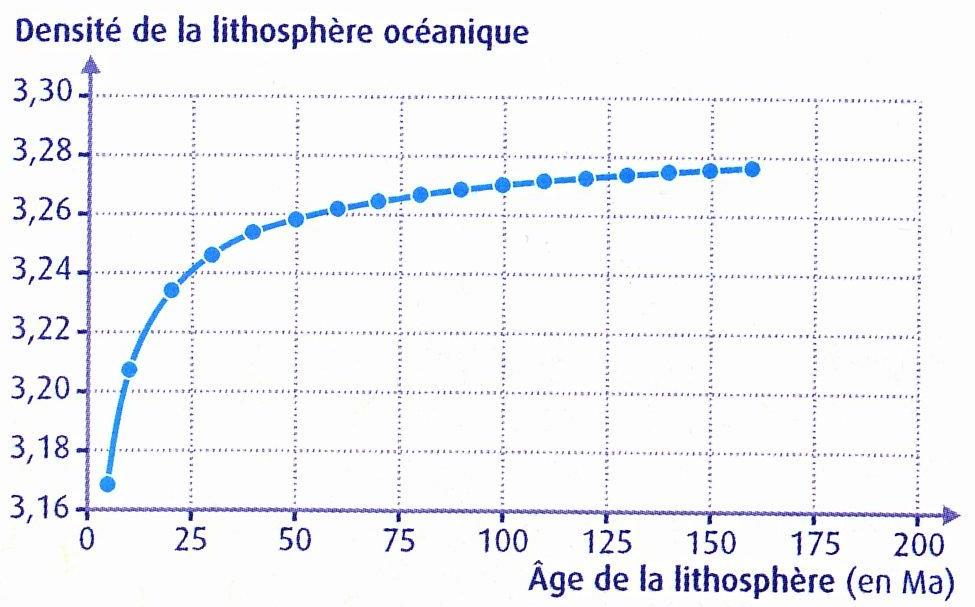 Densité de la lithosphère océanique
3,30
3,28
3,26
3,24
3,22
3,20
3,18
3,16
0 25 50 75 100 125 150 175 200
Âge de la lithosphère (en Ma)